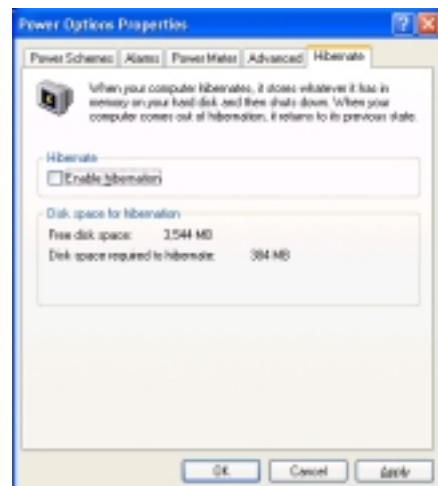 Power Options Properties
Power Schemes Alarms Power Meter Advanced Hibernate
When your computer hibernates, it stores whatever it has in
memory on your hard disk and then shuts down. When your
computer comes out of hibernation, it returns to its previous state.
Hibernate
Enable hibernation
Disk space for hibernation
Free disk space: 3,544 MB
Disk space required to hibernate: 384 MB
OK Cancel Apply